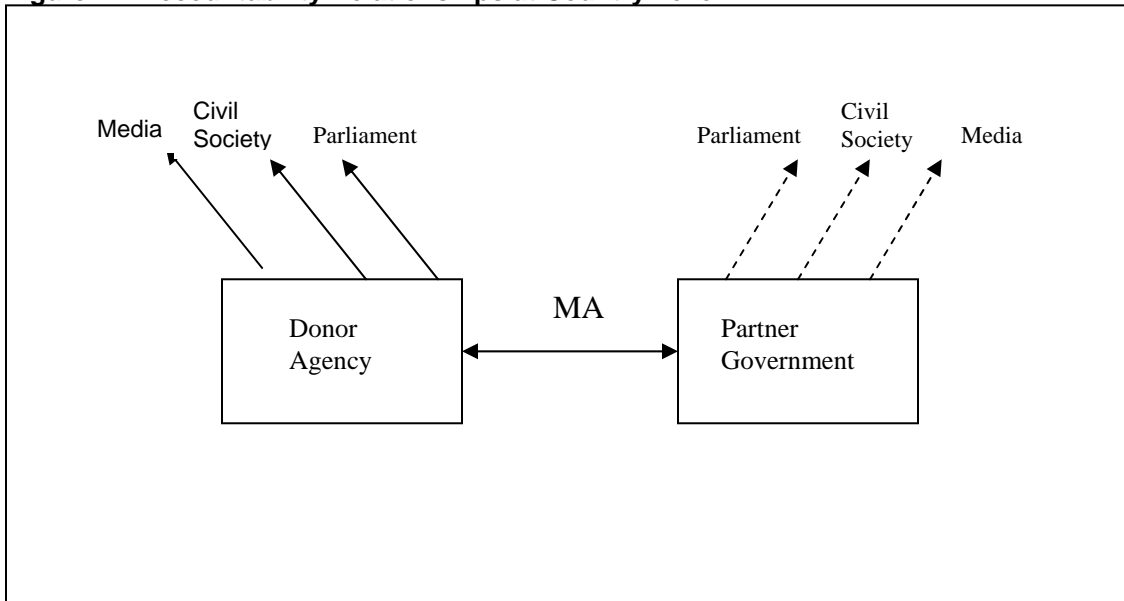 Media
Civil
Society
Parliament
Parliament
Civil
Society
Media
MA
Donor
Agency
Partner
Government